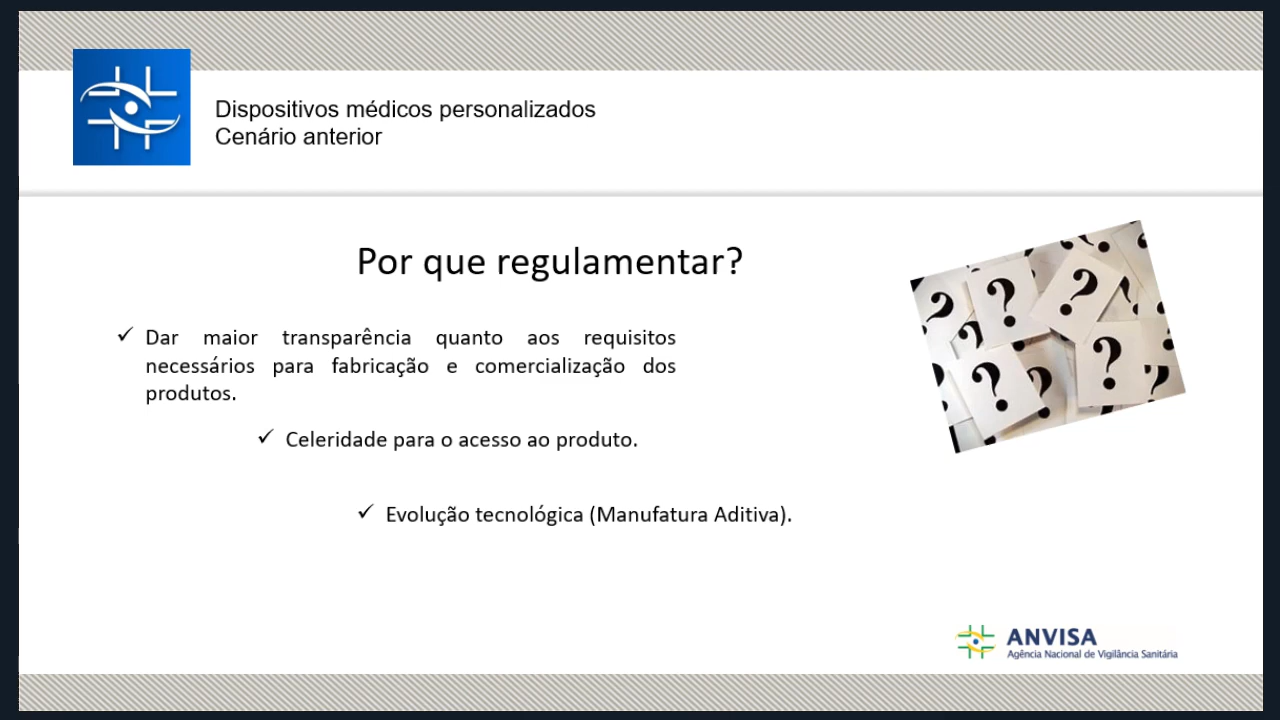 Dispositivos médicos personalizados
Cenário anterior
Por que regulamentar?
✓ Dar maior transparência quanto aos requisitos
necessários para fabricação e comercialização dos
produtos.
✓ Celeridade para o acesso ao produto.
✓ Evolução tecnológica (Manufatura Aditiva).
? ? ? ? ? ? ?
ANVISA
Agência Nacional de Vigilância Sanitária